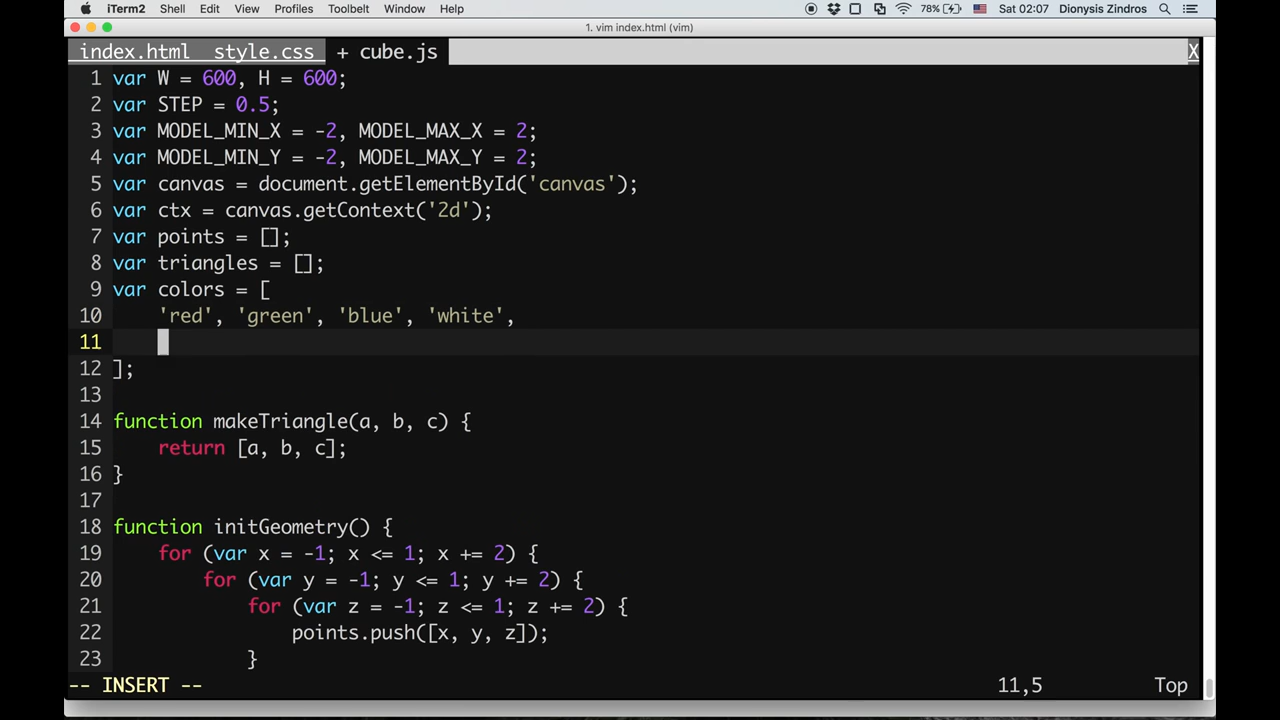 iTerm2 Shell Edit View Profiles Toolbelt Window Help 78% Sat 02:07 Dionysis Zindros
1. vim index.html (vim)
index.html style.css + cube.js X
1 var W = 600, H = 600;
2 var STEP = 0.5;
3 var MODEL_MIN_X = -2, MODEL_MAX_X = 2;
4 var MODEL_MIN_Y = -2, MODEL_MAX_Y = 2;
5 var canvas = document.getElementById('canvas');
6 var ctx = canvas.getContext('2d');
7 var points = [];
8 var triangles = [];
9 var colors = [
10 'red', 'green', 'blue', 'white',
11
12 ];
13
14 function makeTriangle(a, b, c) {
15 return [a, b, c];
16 }
17
18 function initGeometry() {
19 for (var x = -1; x <= 1; x += 2) {
20 for (var y = -1; y <= 1; y += 2) {
21 for (var z = -1; z <= 1; z += 2) {
22 points.push([x, y, z]);
23 }
-- INSERT -- 11,5 Top